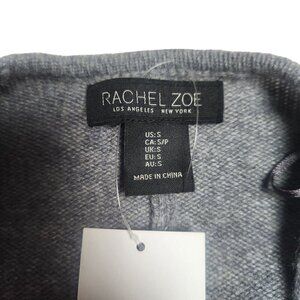 RACHEL ZOE
LOS ANGELES NEW YORK
US: S
CA: S/P
UK: S
EU: S
AU: S
MADE IN CHINA